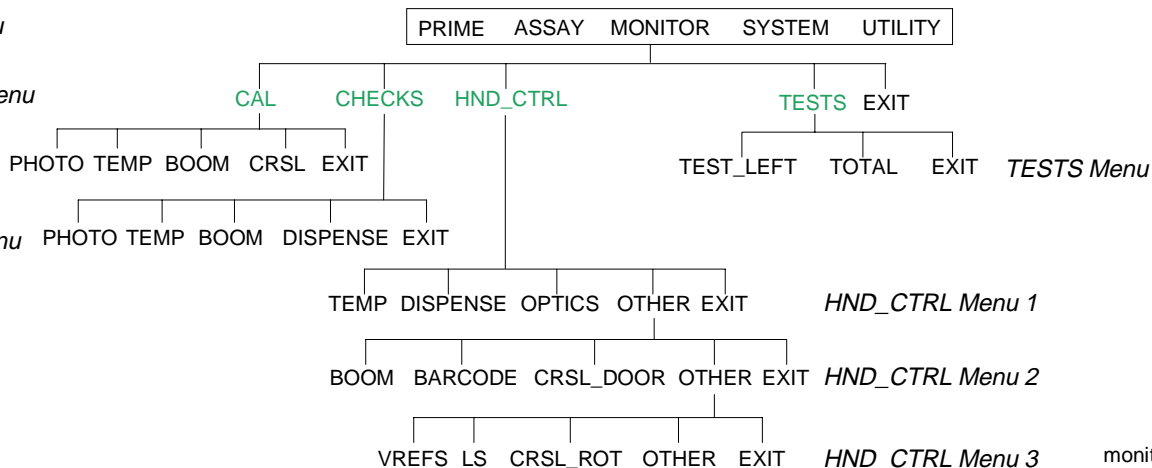 PRIME ASSAY MONITOR SYSTEM UTILITY
CAL CHECKS HND_CTRL TESTS EXIT
PHOTO TEMP BOOM CRSL EXIT
TEST_LEFT TOTAL EXIT TESTS Menu
PHOTO TEMP BOOM DISPENSE EXIT
TEMP DISPENSE OPTICS OTHER EXIT HND_CTRL Menu 1
BOOM BARCODE CRSL_DOOR OTHER EXIT HND_CTRL Menu 2
VREFS LS CRSL_ROT OTHER EXIT HND_CTRL Menu 3